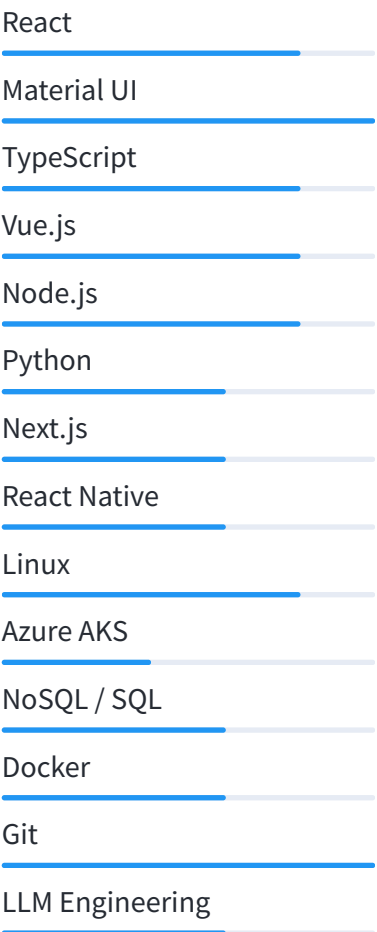 React
Material UI
TypeScript
Vue.js
Node.js
Python
Next.js
React Native
Linux
Azure AKS
NoSQL / SQL
Docker
Git
LLM Engineering